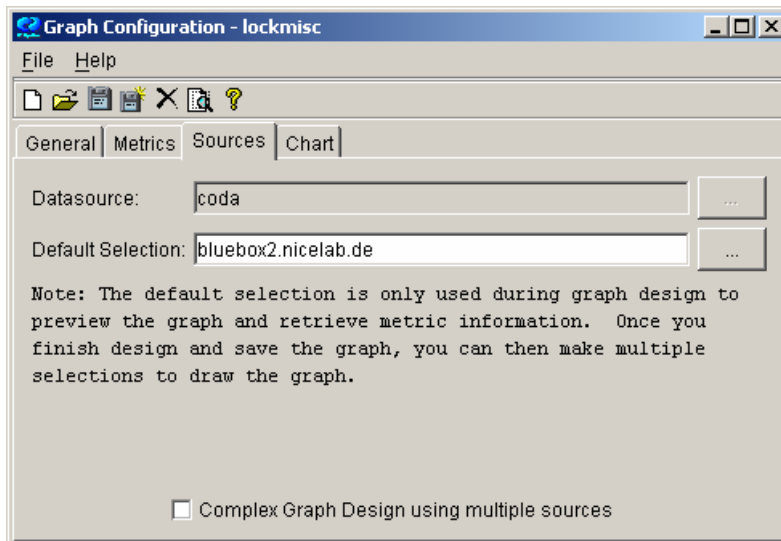 Graph Configuration - lockmisc
File Help
General Metrics Sources Chart
Datasource: coda ...
Default Selection: bluebox2.nicelab.de ...
Note: The default selection is only used during graph design to
preview the graph and retrieve metric information. Once you
finish design and save the graph, you can then make multiple
selections to draw the graph.
Complex Graph Design using multiple sources